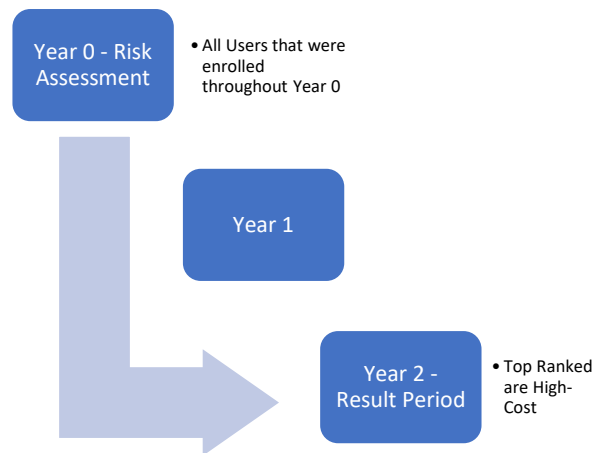 Year 0 - Risk
Assessment
• All Users that were
enrolled
throughout Year 0
Year 1
Year 2 -
Result Period
• Top Ranked
are High-
Cost